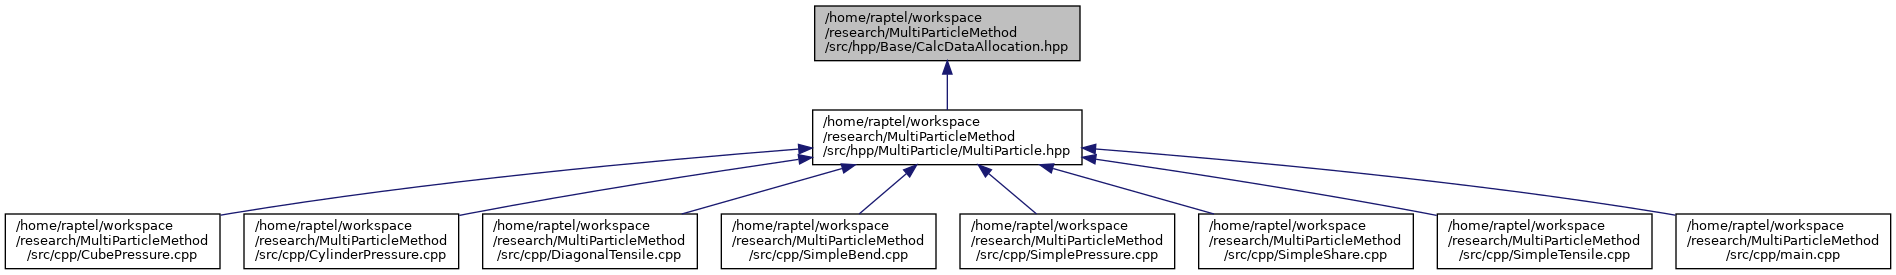 /home/raptel/workspace
/research/MultiParticleMethod
/src/hpp/Base/CalcDataAllocation.hpp
/home/raptel/workspace
/research/MultiParticleMethod
/src/hpp/MultiParticle/MultiParticle.hpp
/home/raptel/workspace
/research/MultiParticleMethod
/src/cpp/CubePressure.cpp
/home/raptel/workspace
/research/MultiParticleMethod
/src/cpp/CylinderPressure.cpp
/home/raptel/workspace
/research/MultiParticleMethod
/src/cpp/DiagonalTensile.cpp
/home/raptel/workspace
/research/MultiParticleMethod
/src/cpp/SimpleBend.cpp
/home/raptel/workspace
/research/MultiParticleMethod
/src/cpp/SimplePressure.cpp
/home/raptel/workspace
/research/MultiParticleMethod
/src/cpp/SimpleShare.cpp
/home/raptel/workspace
/research/MultiParticleMethod
/src/cpp/SimpleTensile.cpp
/home/raptel/workspace
/research/MultiParticleMethod
/src/cpp/main.cpp